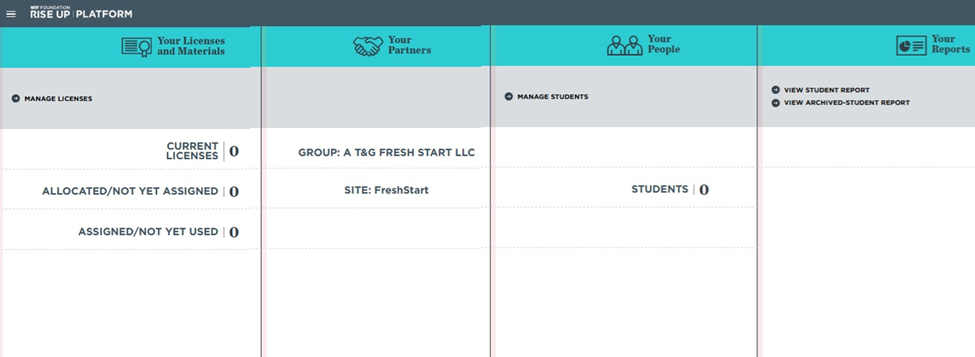 NRF FOUNDATION
RISE UP | PLATFORM
Your Licenses
and Materials
MANAGE LICENSES
CURRENT
LICENSES | 0
ALLOCATED/NOT YET ASSIGNED | 0
ASSIGNED/NOT YET USED | 0
Your
Partners
GROUP: A T&G FRESH START LLC
SITE: FreshStart
Your
People
MANAGE STUDENTS
STUDENTS | 0
Your
Reports
VIEW STUDENT REPORT
VIEW ARCHIVED-STUDENT REPORT